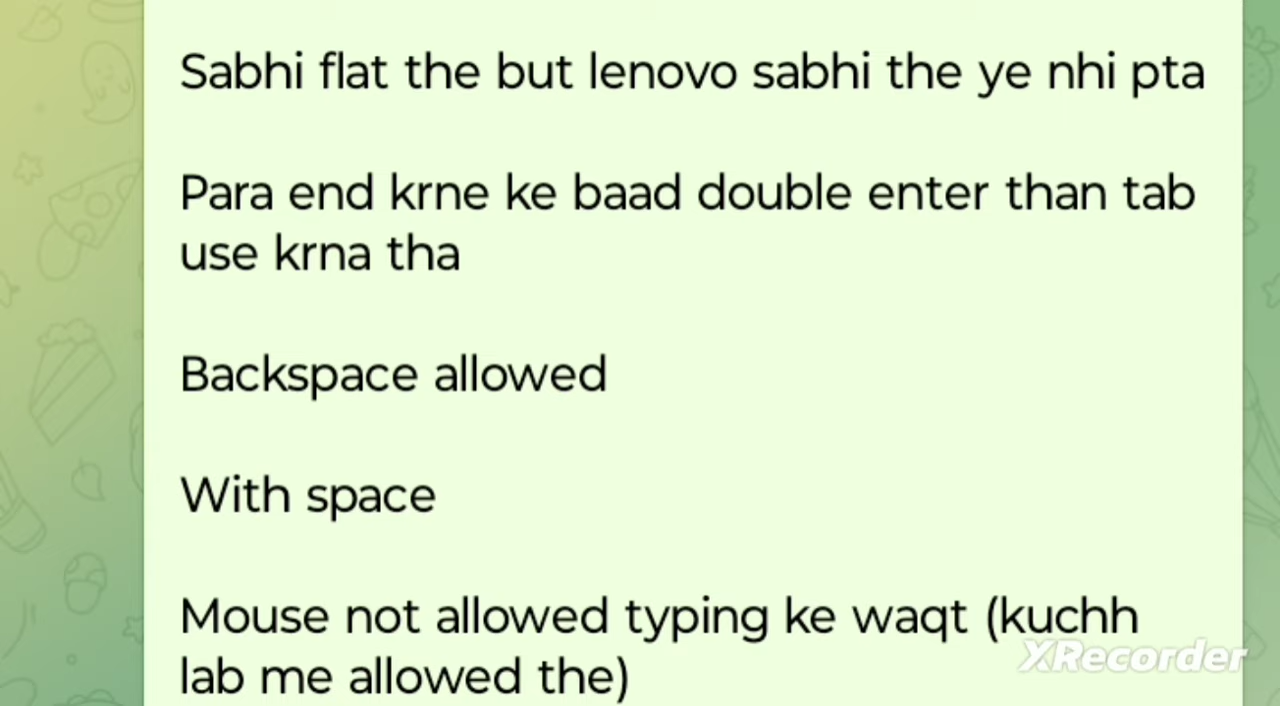 Sabhi flat the but lenovo sabhi the ye nhi pta
Para end krne ke baad double enter than tab
use krna tha
Backspace allowed
With space
Mouse not allowed typing ke waqt (kuchh
lab me allowed the)
XRecorder